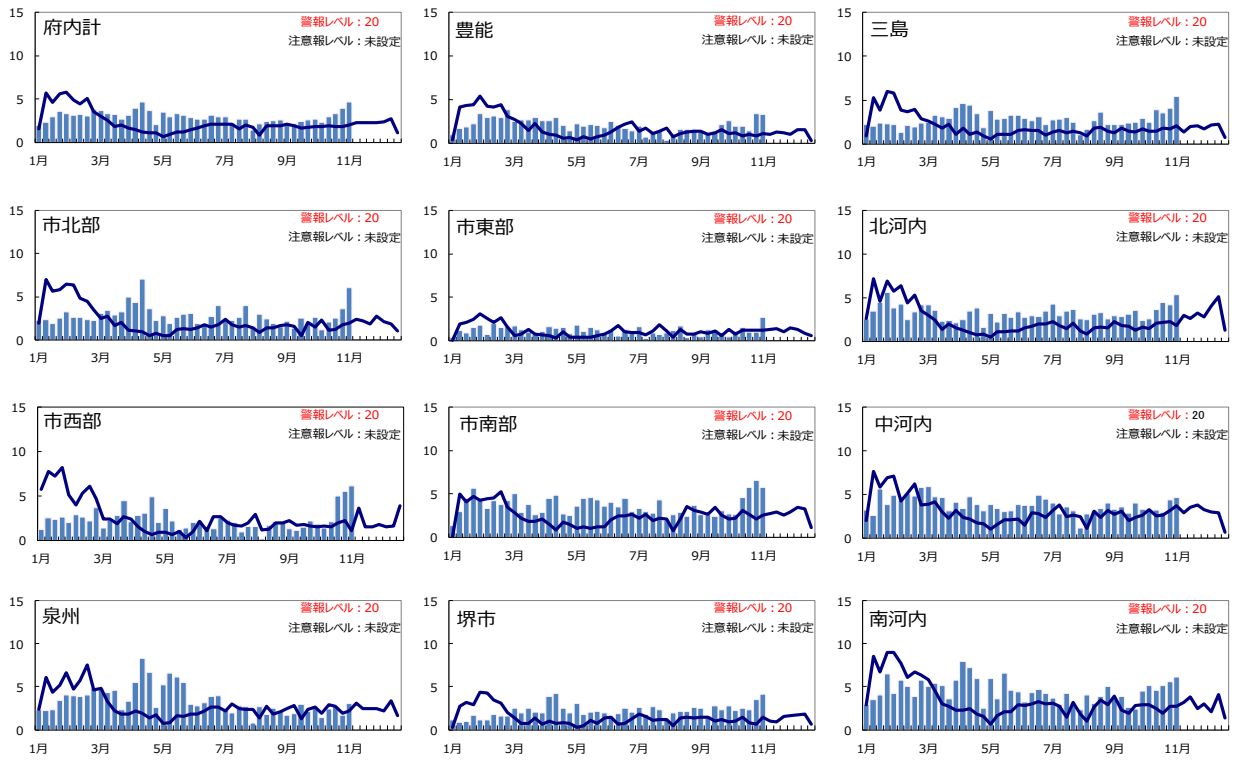 15
10
5
0
府内計
警報レベル：20
注意報レベル：未設定
1月 3月 5月 7月 9月 11月
15
10
5
0
豊能
警報レベル：20
注意報レベル：未設定
1月 3月 5月 7月 9月 11月
15
10
5
0
三島
警報レベル：20
注意報レベル：未設定
1月 3月 5月 7月 9月 11月
15
10
5
0
市北部
警報レベル：20
注意報レベル：未設定
1月 3月 5月 7月 9月 11月
15
10
5
0
市東部
警報レベル：20
注意報レベル：未設定
1月 3月 5月 7月 9月 11月
15
10
5
0
北河内
警報レベル：20
注意報レベル：未設定
1月 3月 5月 7月 9月 11月
15
10
5
0
市西部
警報レベル：20
注意報レベル：未設定
1月 3月 5月 7月 9月 11月
15
10
5
0
市南部
警報レベル：20
注意報レベル：未設定
1月 3月 5月 7月 9月 11月
15
10
5
0
中河内
警報レベル：20
注意報レベル：未設定
1月 3月 5月 7月 9月 11月
15
10
5
0
泉州
警報レベル：20
注意報レベル：未設定
1月 3月 5月 7月 9月 11月
15
10
5
0
堺市
警報レベル：20
注意報レベル：未設定
1月 3月 5月 7月 9月 11月
15
10
5
0
南河内
警報レベル：20
注意報レベル：未設定
1月 3月 5月 7月 9月 11月